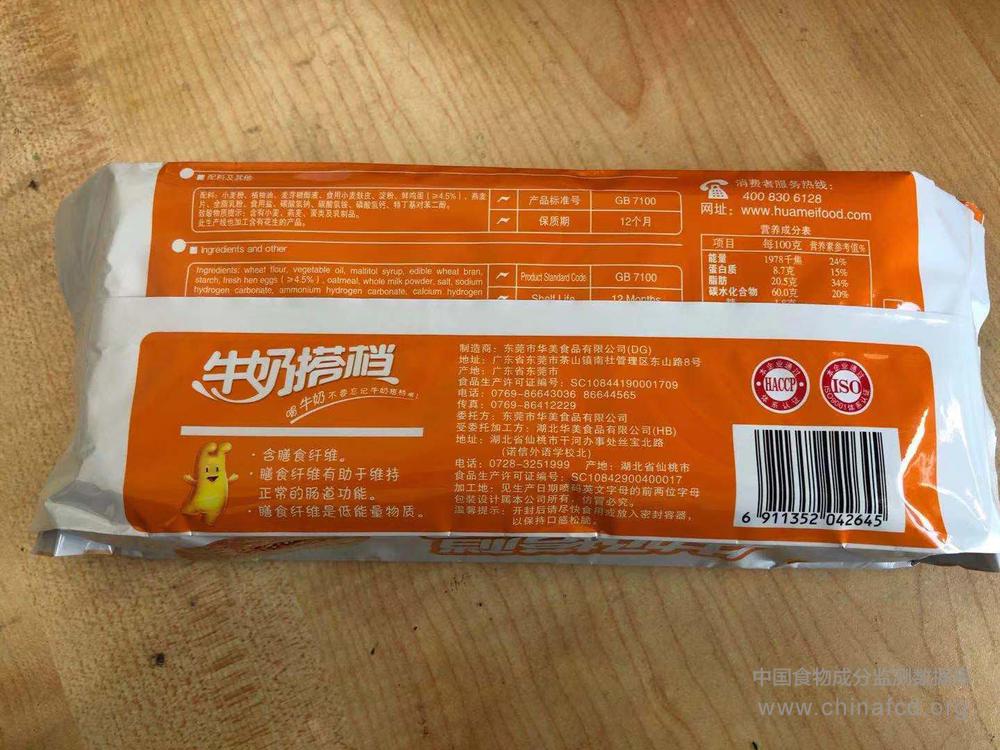 配料及其他
配料：小麦粉、植物油、麦芽糖醇液、食用小麦麸皮、淀粉、鲜鸡蛋（≥4.5%）、燕麦
片、全脂乳粉、食用盐、碳酸氢钠、碳酸氢铵、磷酸氢钙、特丁基对苯二酚。
致敏物质提示：含有小麦、燕麦、蛋类及乳制品。
此生产线也加工含有花生的产品。
产品标准号 GB 7100
保质期 12个月
Ingredients and other
Ingredients: wheat flour, vegetable oil, maltitol syrup, edible wheat bran,
starch, fresh hen eggs (≥4.5%), oatmeal, whole milk powder, salt, sodium
hydrogen carbonate, ammonium hydrogen carbonate, calcium hydrogen
Product Standard Code GB 7100
Shelf Life 12 Months
消费者服务热线：
400 830 6128
网址：www.huameifood.com
营养成分表
项目 每100克 营养素参考值%
能量 1978千焦 24%
蛋白质 8.7克 15%
脂肪 20.5克 34%
碳水化合物 60.0克 20%
牛奶搭档
喝牛奶不要忘记牛奶搭档哦！
·含膳食纤维。
·膳食纤维有助于维持
正常的肠道功能。
·膳食纤维是低能量物质。
制造商：东莞市华美食品有限公司(DG)
地址：广东省东莞市茶山镇南社管理区东山路8号
产地：广东省东莞市
食品生产许可证编号：SC10844190001709
电话：0769-86643036 86644565
传真：0769-86412229
委托方：东莞市华美食品有限公司
受委托加工方：湖北华美食品有限公司(HB)
地址：湖北省仙桃市干河办事处丝宝北路
(诺信外语学校北)
电话：0728-3251999 产地：湖北省仙桃市
食品生产许可证编号：SC10842900400017
加工地：见生产日期喷码英文字母的前两位字母
包装设计属本公司所有，仿冒必究。
温馨提示：开封后请尽快食用或放入密封容器，
以保持口感松脆。
本企业通过
HACCP
体系认证
本企业通过
ISO
ISO9001体系认证
6 911352 042645
中国食物成分监测数据库
www.chinafcd.org